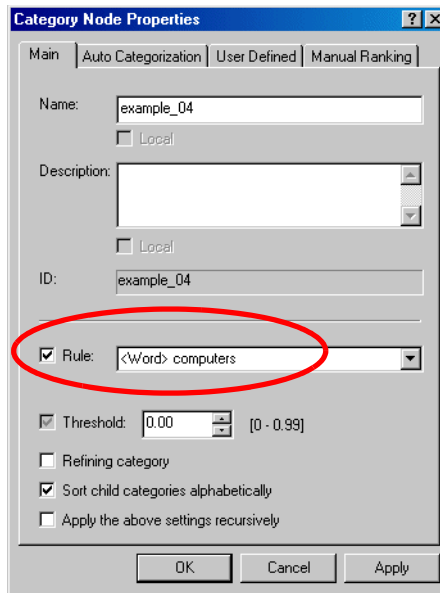 Category Node Properties
Main Auto Categorization User Defined Manual Ranking
Name: example_04
Local
Description:
Local
ID: example_04
Rule: <Word> computers
Threshold: 0.00 [0 - 0.99]
Refining category
Sort child categories alphabetically
Apply the above settings recursively
OK Cancel Apply